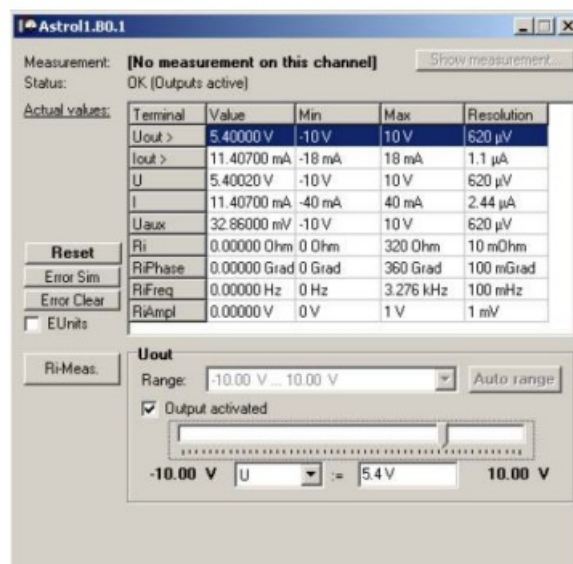 Astrol1.B0.1
Measurement: [No measurement on this channel] Show measurement...
Status: OK (Outputs active)
Actual values:
Terminal Value Min Max Resolution
Uout > 5.40000 V -10 V 10 V 620 µV
Iout > 11.40700 mA -18 mA 18 mA 1.1 µA
U 5.40020 V -10 V 10 V 620 µV
I 11.40700 mA -40 mA 40 mA 2.44 µA
Uaux 32.86000 mV -10 V 10 V 620 µV
Ri 0.00000 Ohm 0 Ohm 320 Ohm 10 mOhm
RiPhase 0.00000 Grad 0 Grad 360 Grad 100 mGrad
RiFreq 0.00000 Hz 0 Hz 3.276 kHz 100 mHz
RiAmpl 0.00000 V 0 V 1 V 1 mV
Reset
Error Sim
Error Clear
EUnits
Ri-Meas.
Uout
Range: -10.00 V ... 10.00 V Auto range
Output activated
-10.00 V U := 5.4 V 10.00 V